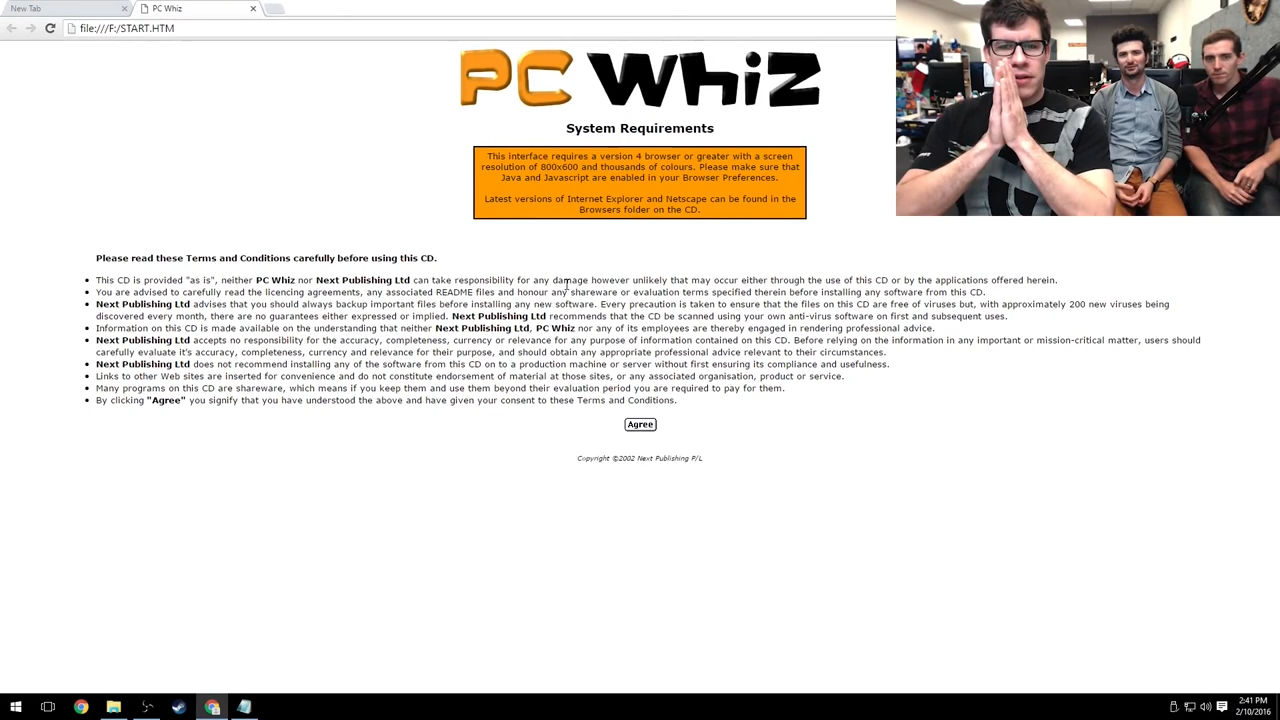 New Tab
PC Whiz
file:///F:/START.HTM
PC Whiz
System Requirements
This interface requires a version 4 browser or greater with a screen
resolution of 800x600 and thousands of colours. Please make sure that
Java and Javascript are enabled in your Browser Preferences.
Latest versions of Internet Explorer and Netscape can be found in the
Browsers folder on the CD.
Please read these Terms and Conditions carefully before using this CD.
This CD is provided "as is", neither PC Whiz nor Next Publishing Ltd can take responsibility for any damage however unlikely that may occur either through the use of this CD or by the applications offered herein.
You are advised to carefully read the licencing agreements, any associated README files and honour any shareware or evaluation terms specified therein before installing any software from this CD.
Next Publishing Ltd advises that you should always backup important files before installing any new software. Every precaution is taken to ensure that the files on this CD are free of viruses but, with approximately 200 new viruses being
discovered every month, there are no guarantees either expressed or implied. Next Publishing Ltd recommends that the CD be scanned using your own anti-virus software on first and subsequent uses.
Information on this CD is made available on the understanding that neither Next Publishing Ltd, PC Whiz nor any of its employees are thereby engaged in rendering professional advice.
Next Publishing Ltd accepts no responsibility for the accuracy, completeness, currency or relevance for any purpose of information contained on this CD. Before relying on the information in any important or mission-critical matter, users should
carefully evaluate it's accuracy, completeness, currency and relevance for their purpose, and should obtain any appropriate professional advice relevant to their circumstances.
Next Publishing Ltd does not recommend installing any of the software from this CD on to a production machine or server without first ensuring its compliance and usefulness.
Links to other Web sites are inserted for convenience and do not constitute endorsement of material at those sites, or any associated organisation, product or service.
Many programs on this CD are shareware, which means if you keep them and use them beyond their evaluation period you are required to pay for them.
By clicking "Agree" you signify that you have understood the above and have given your consent to these Terms and Conditions.
Agree
Copyright ©2002 Next Publishing P/L
2:41 PM
2/10/2016